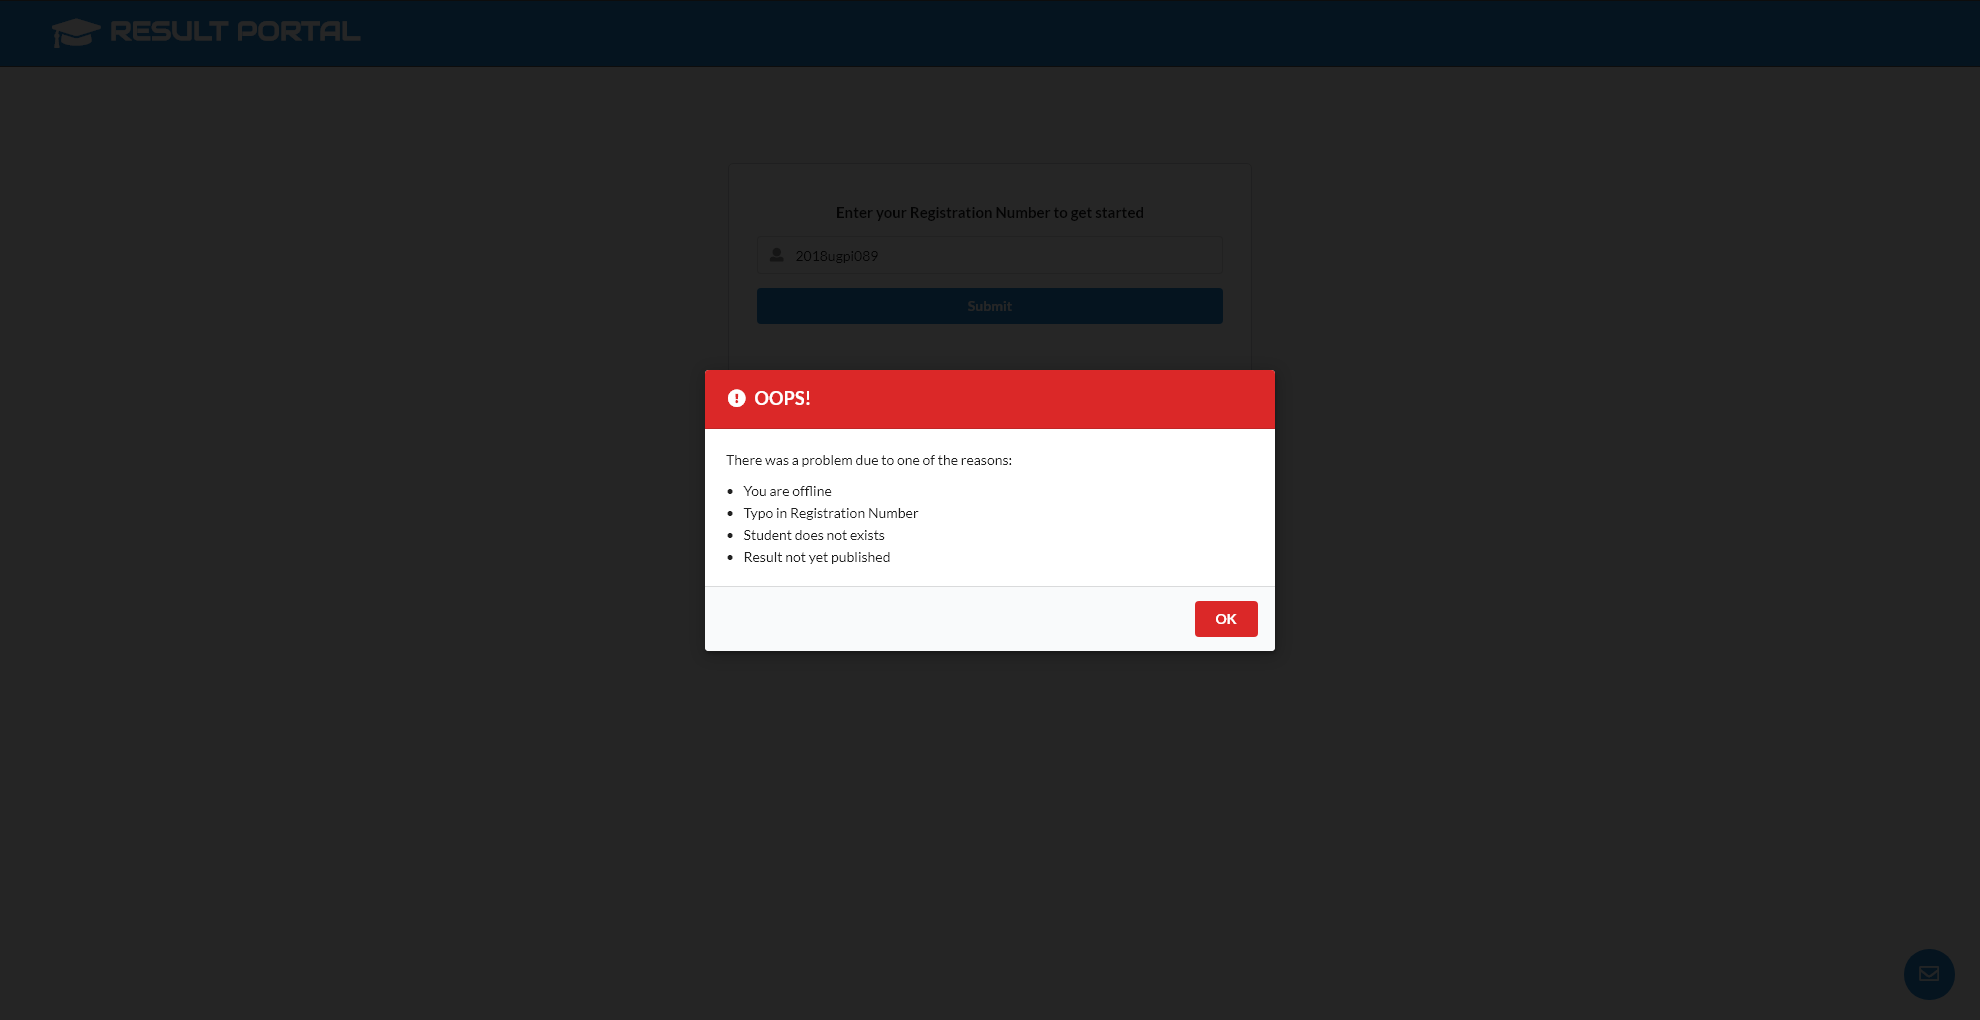 RESULT PORTAL
Enter your Registration Number to get started
2018ugpi089
Submit
OOPS!
There was a problem due to one of the reasons:
You are offline
Typo in Registration Number
Student does not exists
Result not yet published
OK